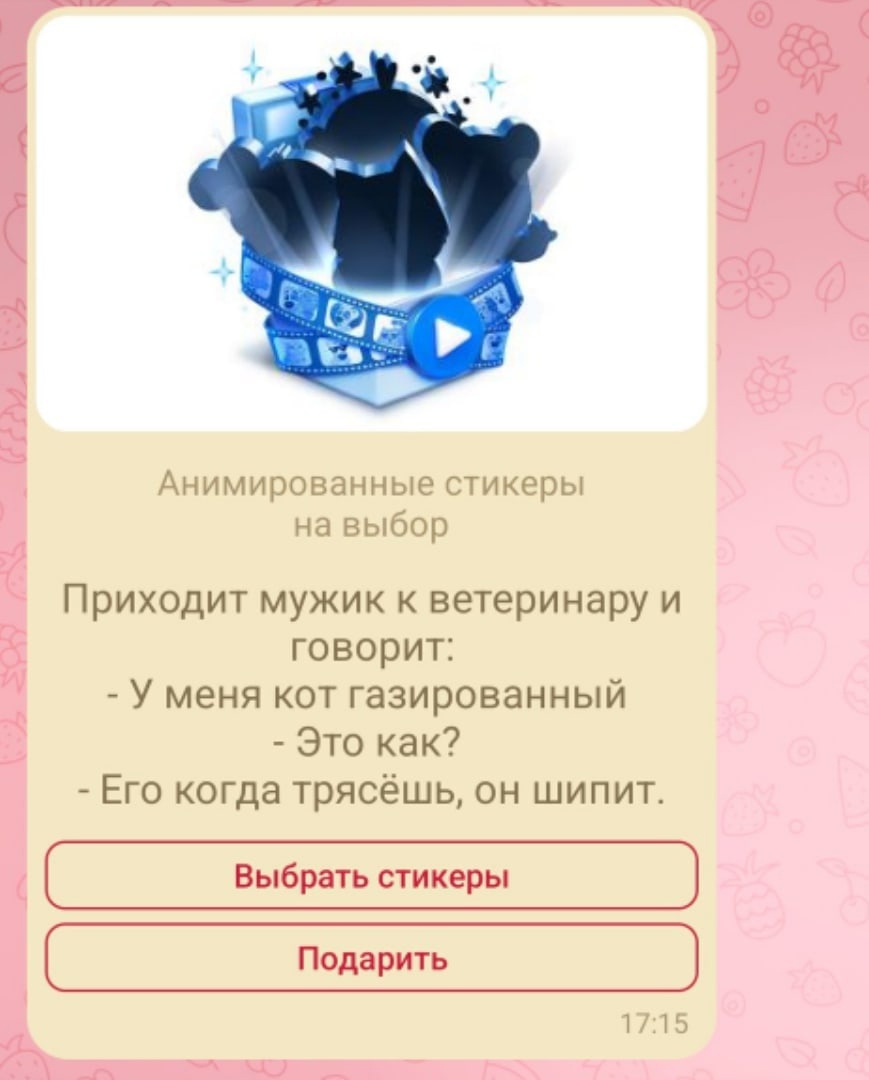 Анимированные стикеры
на выбор
Приходит мужик к ветеринару и
говорит:
- У меня кот газированный
- Это как?
- Его когда трясёшь, он шипит.
Выбрать стикеры
Подарить
17:15